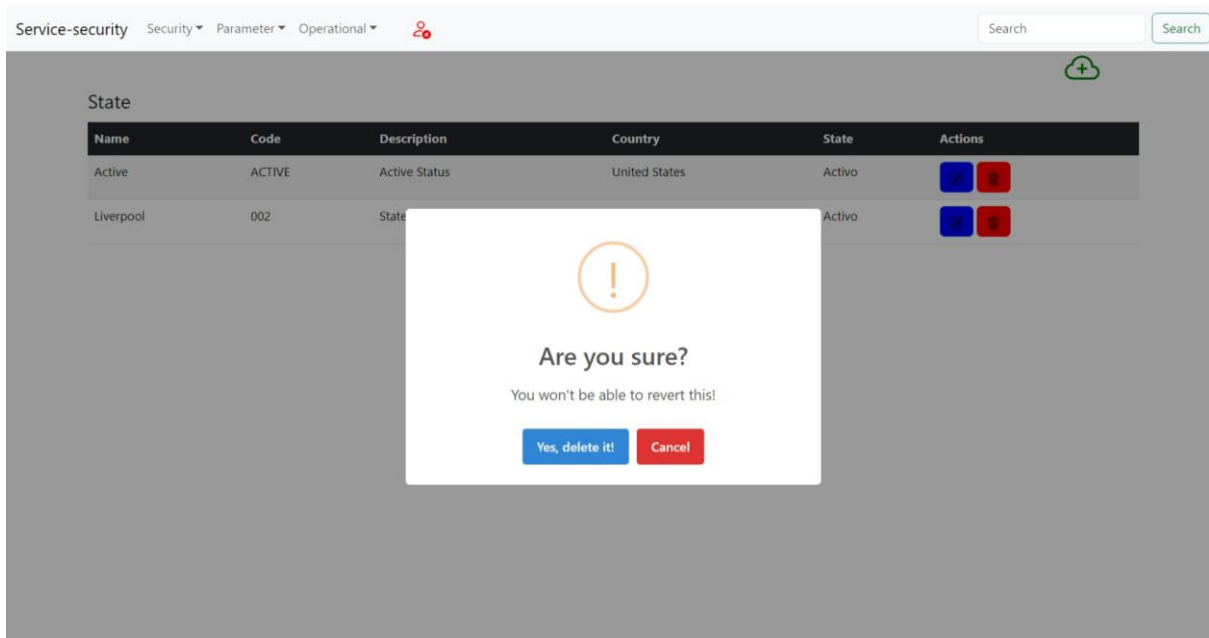 Service-security Security Parameter Operational Search Search
State
Name Code Description Country State Actions
Active ACTIVE Active Status United States Activo
Liverpool 002 State Activo
!
Are you sure?
You won't be able to revert this!
Yes, delete it! Cancel